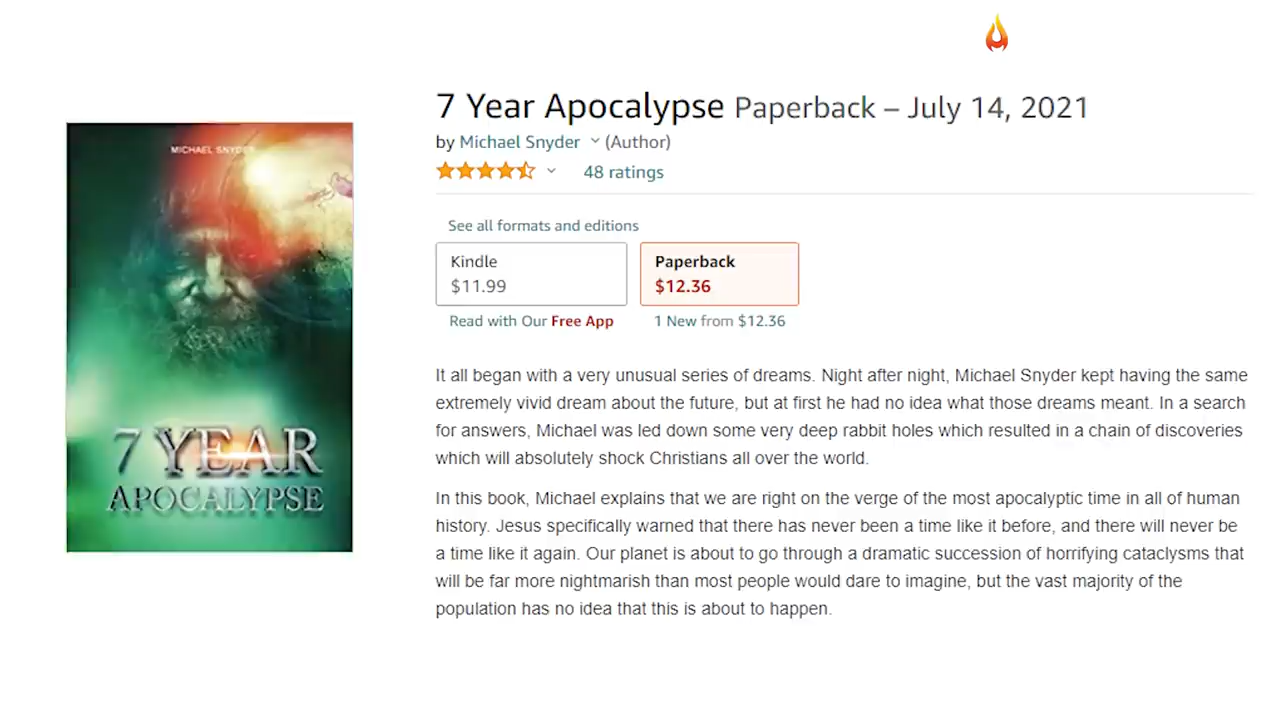 7 Year Apocalypse Paperback – July 14, 2021
by Michael Snyder (Author)
48 ratings
MICHAEL SNYDER
See all formats and editions
Kindle
$11.99
Paperback
$12.36
Read with Our Free App
1 New from $12.36
It all began with a very unusual series of dreams. Night after night, Michael Snyder kept having the same
extremely vivid dream about the future, but at first he had no idea what those dreams meant. In a search
for answers, Michael was led down some very deep rabbit holes which resulted in a chain of discoveries
which will absolutely shock Christians all over the world.
7 YEAR
APOCALYPSE
In this book, Michael explains that we are right on the verge of the most apocalyptic time in all of human
history. Jesus specifically warned that there has never been a time like it before, and there will never be
a time like it again. Our planet is about to go through a dramatic succession of horrifying cataclysms that
will be far more nightmarish than most people would dare to imagine, but the vast majority of the
population has no idea that this is about to happen.